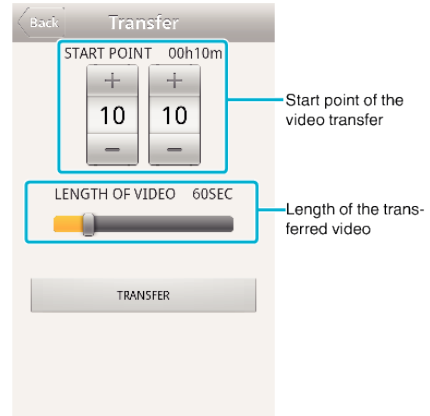 Back Transfer
START POINT 00h10m
+ +
10 10
− −
Start point of the
video transfer
LENGTH OF VIDEO 60SEC
Length of the trans-
ferred video
TRANSFER